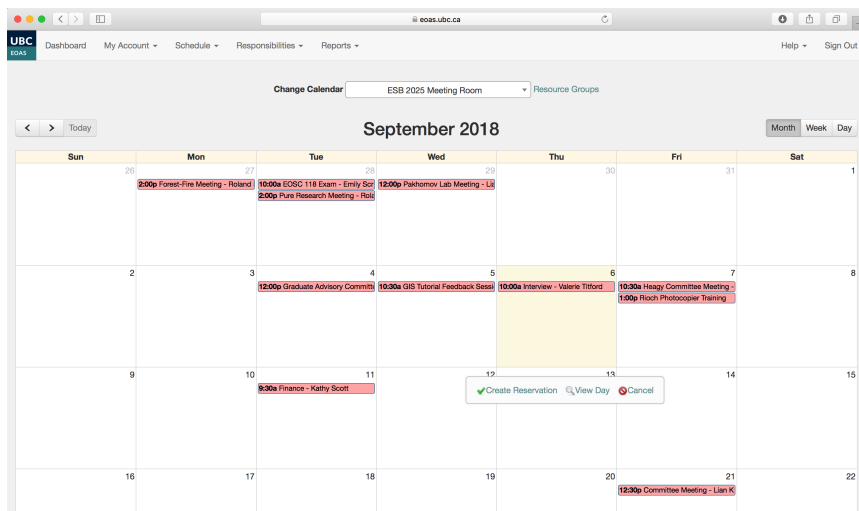 eoas.ubc.ca
UBC
EOAS
Dashboard My Account Schedule Responsibilities Reports Help Sign Out
Change Calendar ESB 2025 Meeting Room Resource Groups
Today September 2018 Month Week Day
Sun Mon Tue Wed Thu Fri Sat
26 27 28 29 30 31 1
2:00p Forest-Fire Meeting - Roland 10:00a EOSC 118 Exam - Emily Scr 12:00p Pakhomov Lab Meeting - Lia
2:00p Pure Research Meeting - Rola
2 3 4 5 6 7 8
12:00p Graduate Advisory Committ 10:30a GIS Tutorial Feedback Sessi 10:00a Interview - Valerie Titford 10:30a Heagy Committee Meeting -
1:00p Rioch Photocopier Training
9 10 11 12 13 14 15
9:30a Finance - Kathy Scott
Create Reservation View Day Cancel
16 17 18 19 20 21 22
12:30p Committee Meeting - Lian K